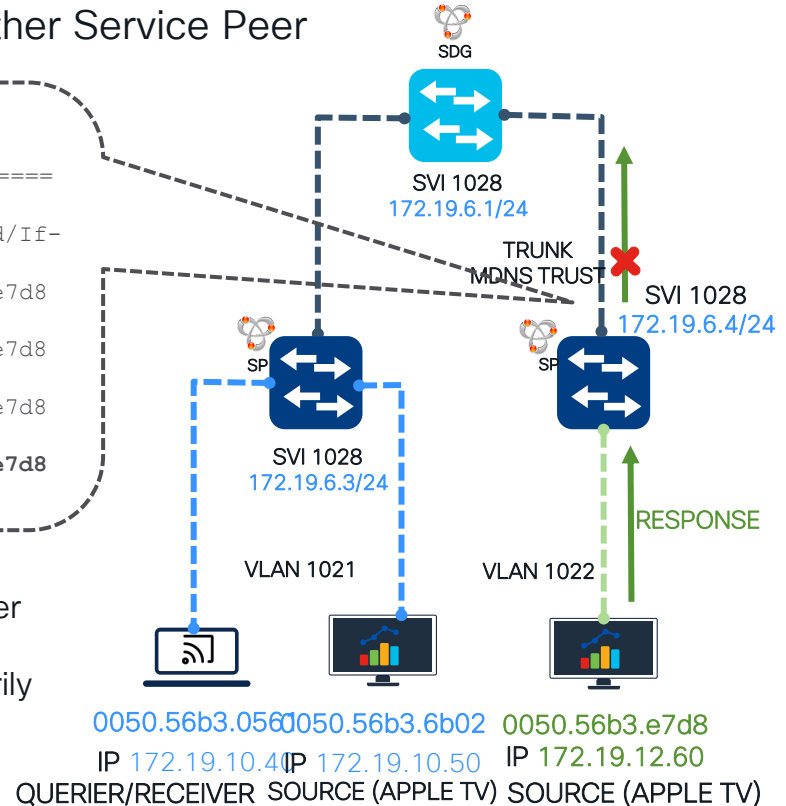 ther Service Peer
SDG
====
d/If-
e7d8
e7d8
e7d8
e7d8
er
rily
SVI 1028
172.19.6.1/24
TRUNK
MDNS TRUST
SVI 1028
172.19.6.4/24
SP
SP
SVI 1028
172.19.6.3/24
RESPONSE
VLAN 1021
VLAN 1022
0050.56b3.0561
0050.56b3.6b02
0050.56b3.e7d8
IP 172.19.10.40
IP 172.19.10.50
IP 172.19.12.60
QUERIER/RECEIVER
SOURCE (APPLE TV)
SOURCE (APPLE TV)